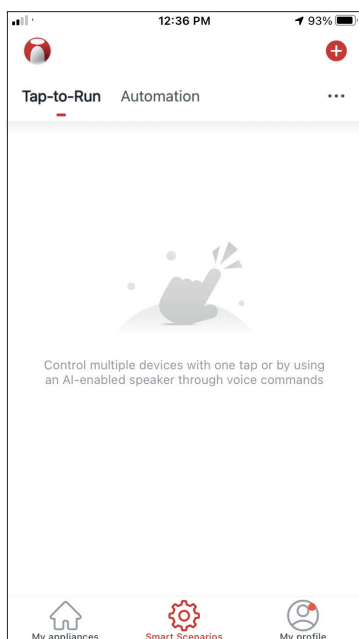 12:36 PM
93%
Tap-to-Run Automation
Control multiple devices with one tap or by using
an AI-enabled speaker through voice commands
My appliances Smart Scenarios My profile